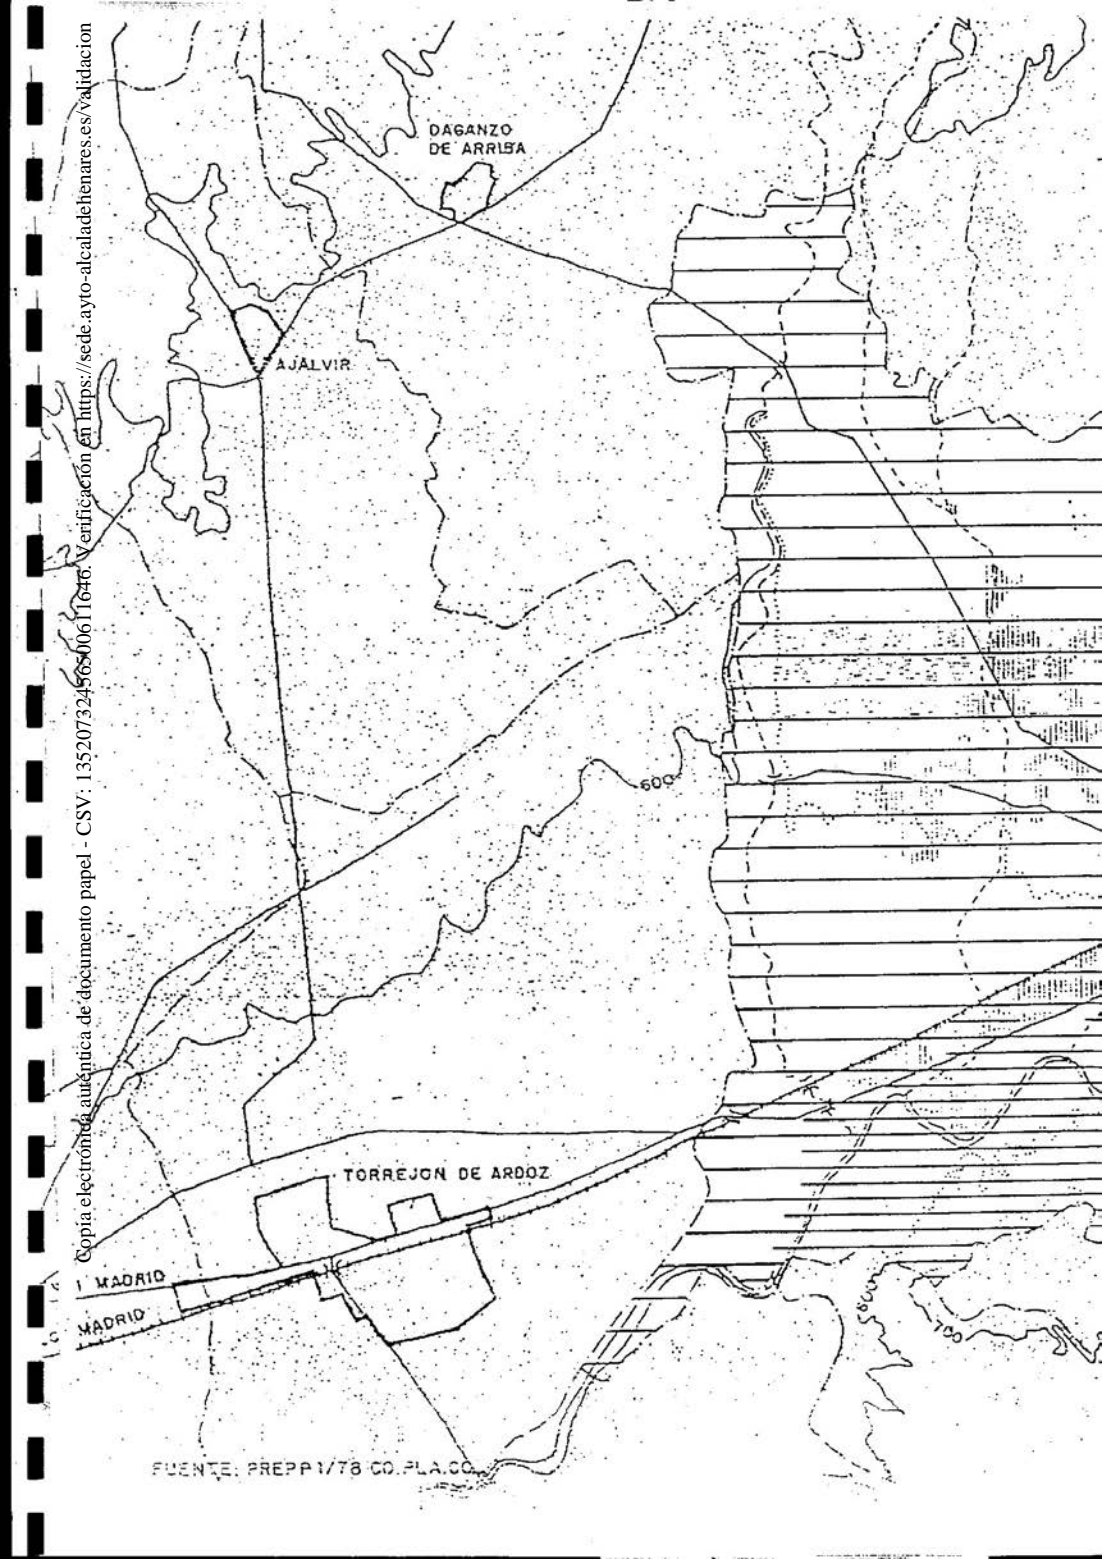 DAGANZO
DE ARRIBA
AJALVIR
600
TORREJON DE ARDOZ
MADRID
MADRID
600
700
FUENTE: PREPP 1/78 CO.PLA.CO.
Copia electrónica auténtica de documento papel - CSV: 13520732456500611646. Verificación en https://sede.ayto-alcaladehenares.es/validacion